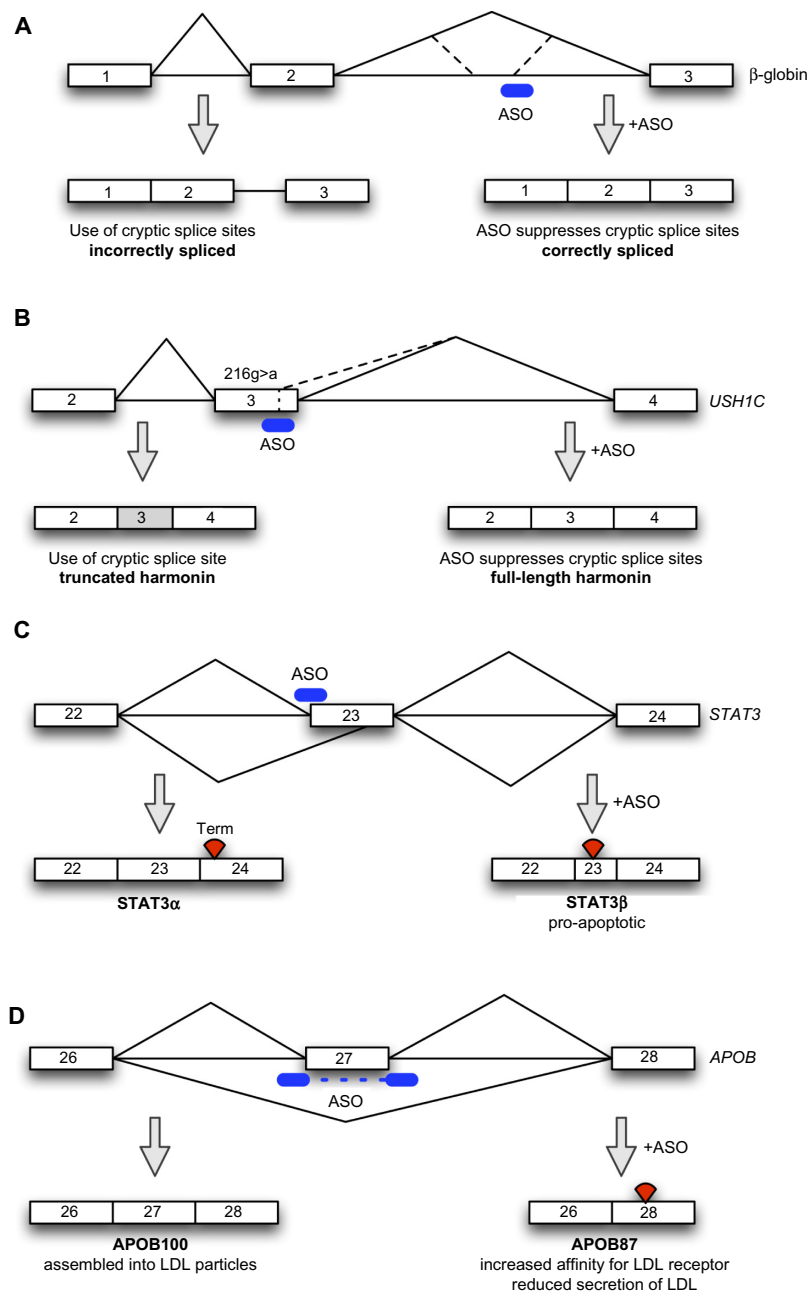 A
1
2
3
β-globin
ASO
+ASO
1
2
3
1
2
3
Use of cryptic splice sites
incorrectly spliced
ASO suppresses cryptic splice sites
correctly spliced
B
216g>a
2
3
4
USH1C
ASO
+ASO
2
3
4
2
3
4
Use of cryptic splice site
truncated harmonin
ASO suppresses cryptic splice sites
full-length harmonin
C
ASO
22
23
24
STAT3
+ASO
Term
22
23
24
22
23
24
STAT3α
STAT3β
pro-apoptotic
D
26
27
28
APOB
ASO
+ASO
26
27
28
26
28
APOB100
assembled into LDL particles
APOB87
increased affinity for LDL receptor
reduced secretion of LDL